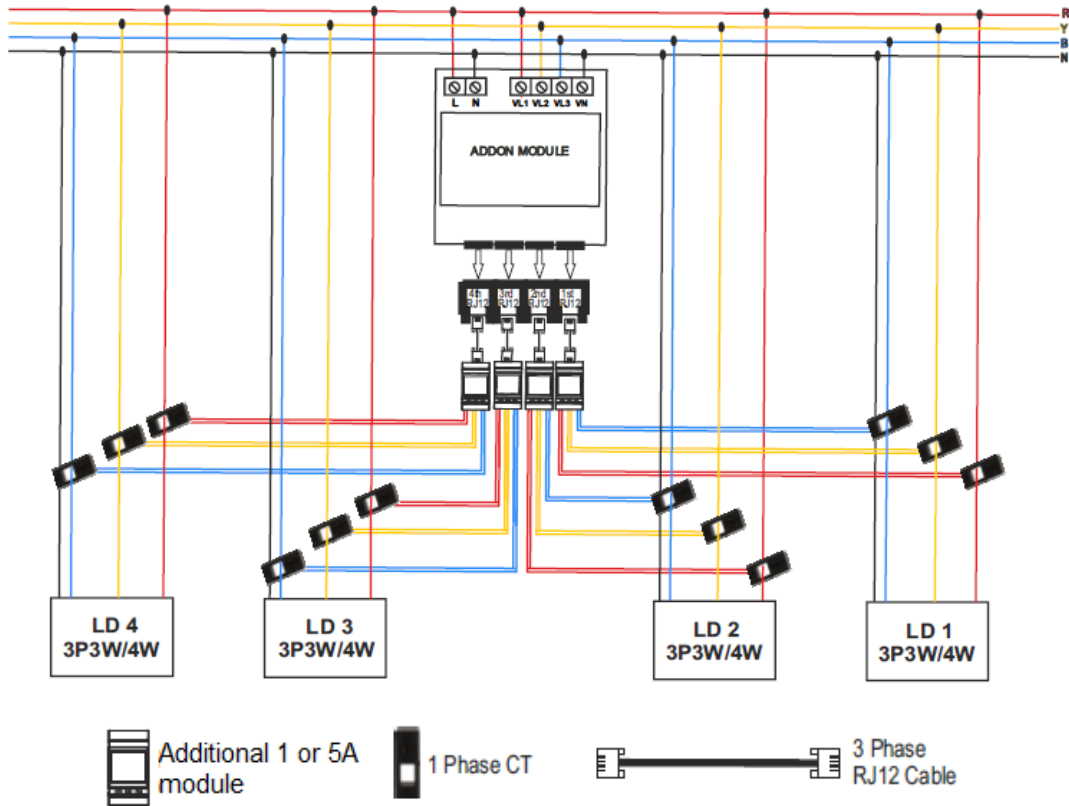 R
Y
B
N
L N VL1 VL2 VL3 VN
ADDON MODULE
4th RJ12
3rd RJ12
2nd RJ12
1st RJ12
LD 4
3P3W/4W
LD 3
3P3W/4W
LD 2
3P3W/4W
LD 1
3P3W/4W
Additional 1 or 5A
module
1 Phase CT
3 Phase
RJ12 Cable